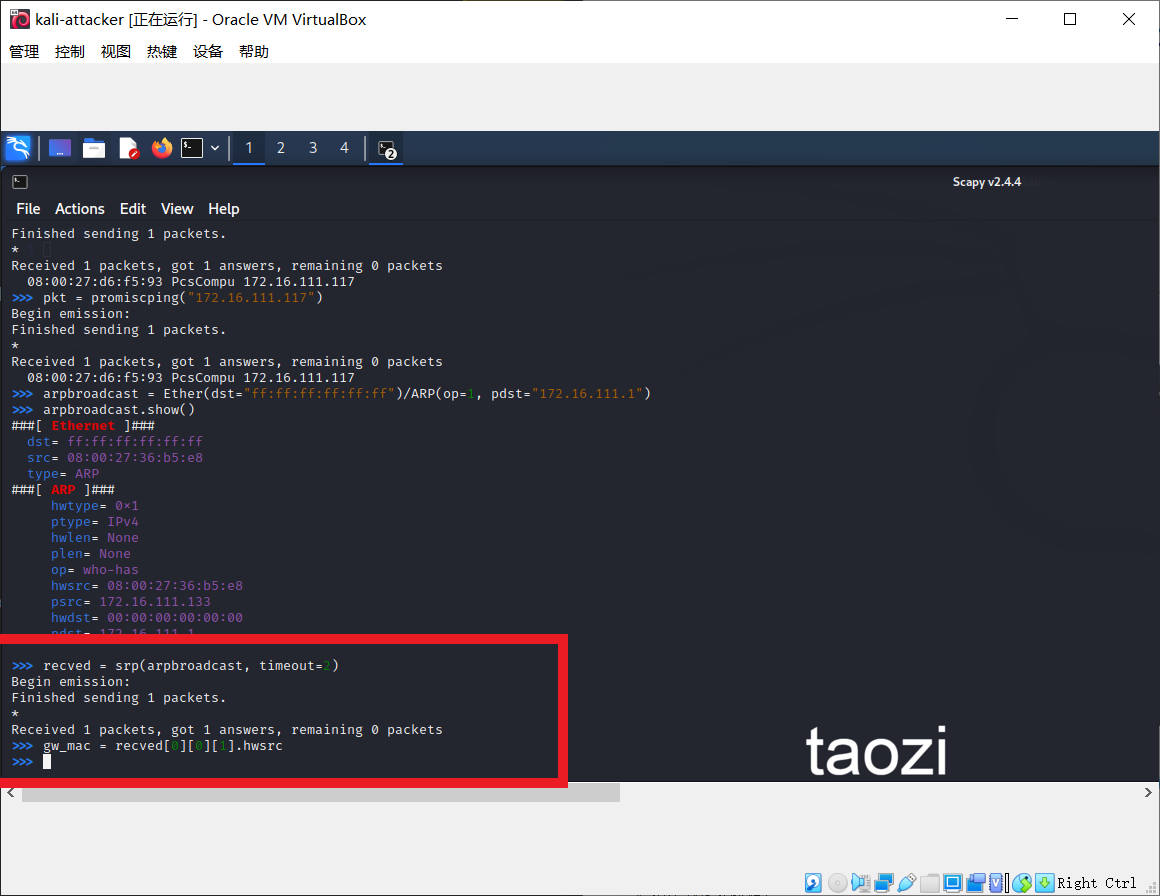 kali-attacker [正在运行] - Oracle VM VirtualBox
管理 控制 视图 热键 设备 帮助
1 2 3 4 2
Scapy v2.4.4
File Actions Edit View Help
Finished sending 1 packets.
*
Received 1 packets, got 1 answers, remaining 0 packets
08:00:27:d6:f5:93 PcsCompu 172.16.111.117
>>> pkt = promiscping("172.16.111.117")
Begin emission:
Finished sending 1 packets.
*
Received 1 packets, got 1 answers, remaining 0 packets
08:00:27:d6:f5:93 PcsCompu 172.16.111.117
>>> arpbroadcast = Ether(dst="ff:ff:ff:ff:ff:ff")/ARP(op=1, pdst="172.16.111.1")
>>> arpbroadcast.show()
###[ Ethernet ]###
dst= ff:ff:ff:ff:ff:ff
src= 08:00:27:36:b5:e8
type= ARP
###[ ARP ]###
hwtype= 0×1
ptype= IPv4
hwlen= None
plen= None
op= who-has
hwsrc= 08:00:27:36:b5:e8
psrc= 172.16.111.133
hwdst= 00:00:00:00:00:00
pdst= 172.16.111.1
>>> recved = srp(arpbroadcast, timeout=2)
Begin emission:
Finished sending 1 packets.
*
Received 1 packets, got 1 answers, remaining 0 packets
>>> gw_mac = recved[0][0][1].hwsrc
>>>
taozi
Right Ctrl